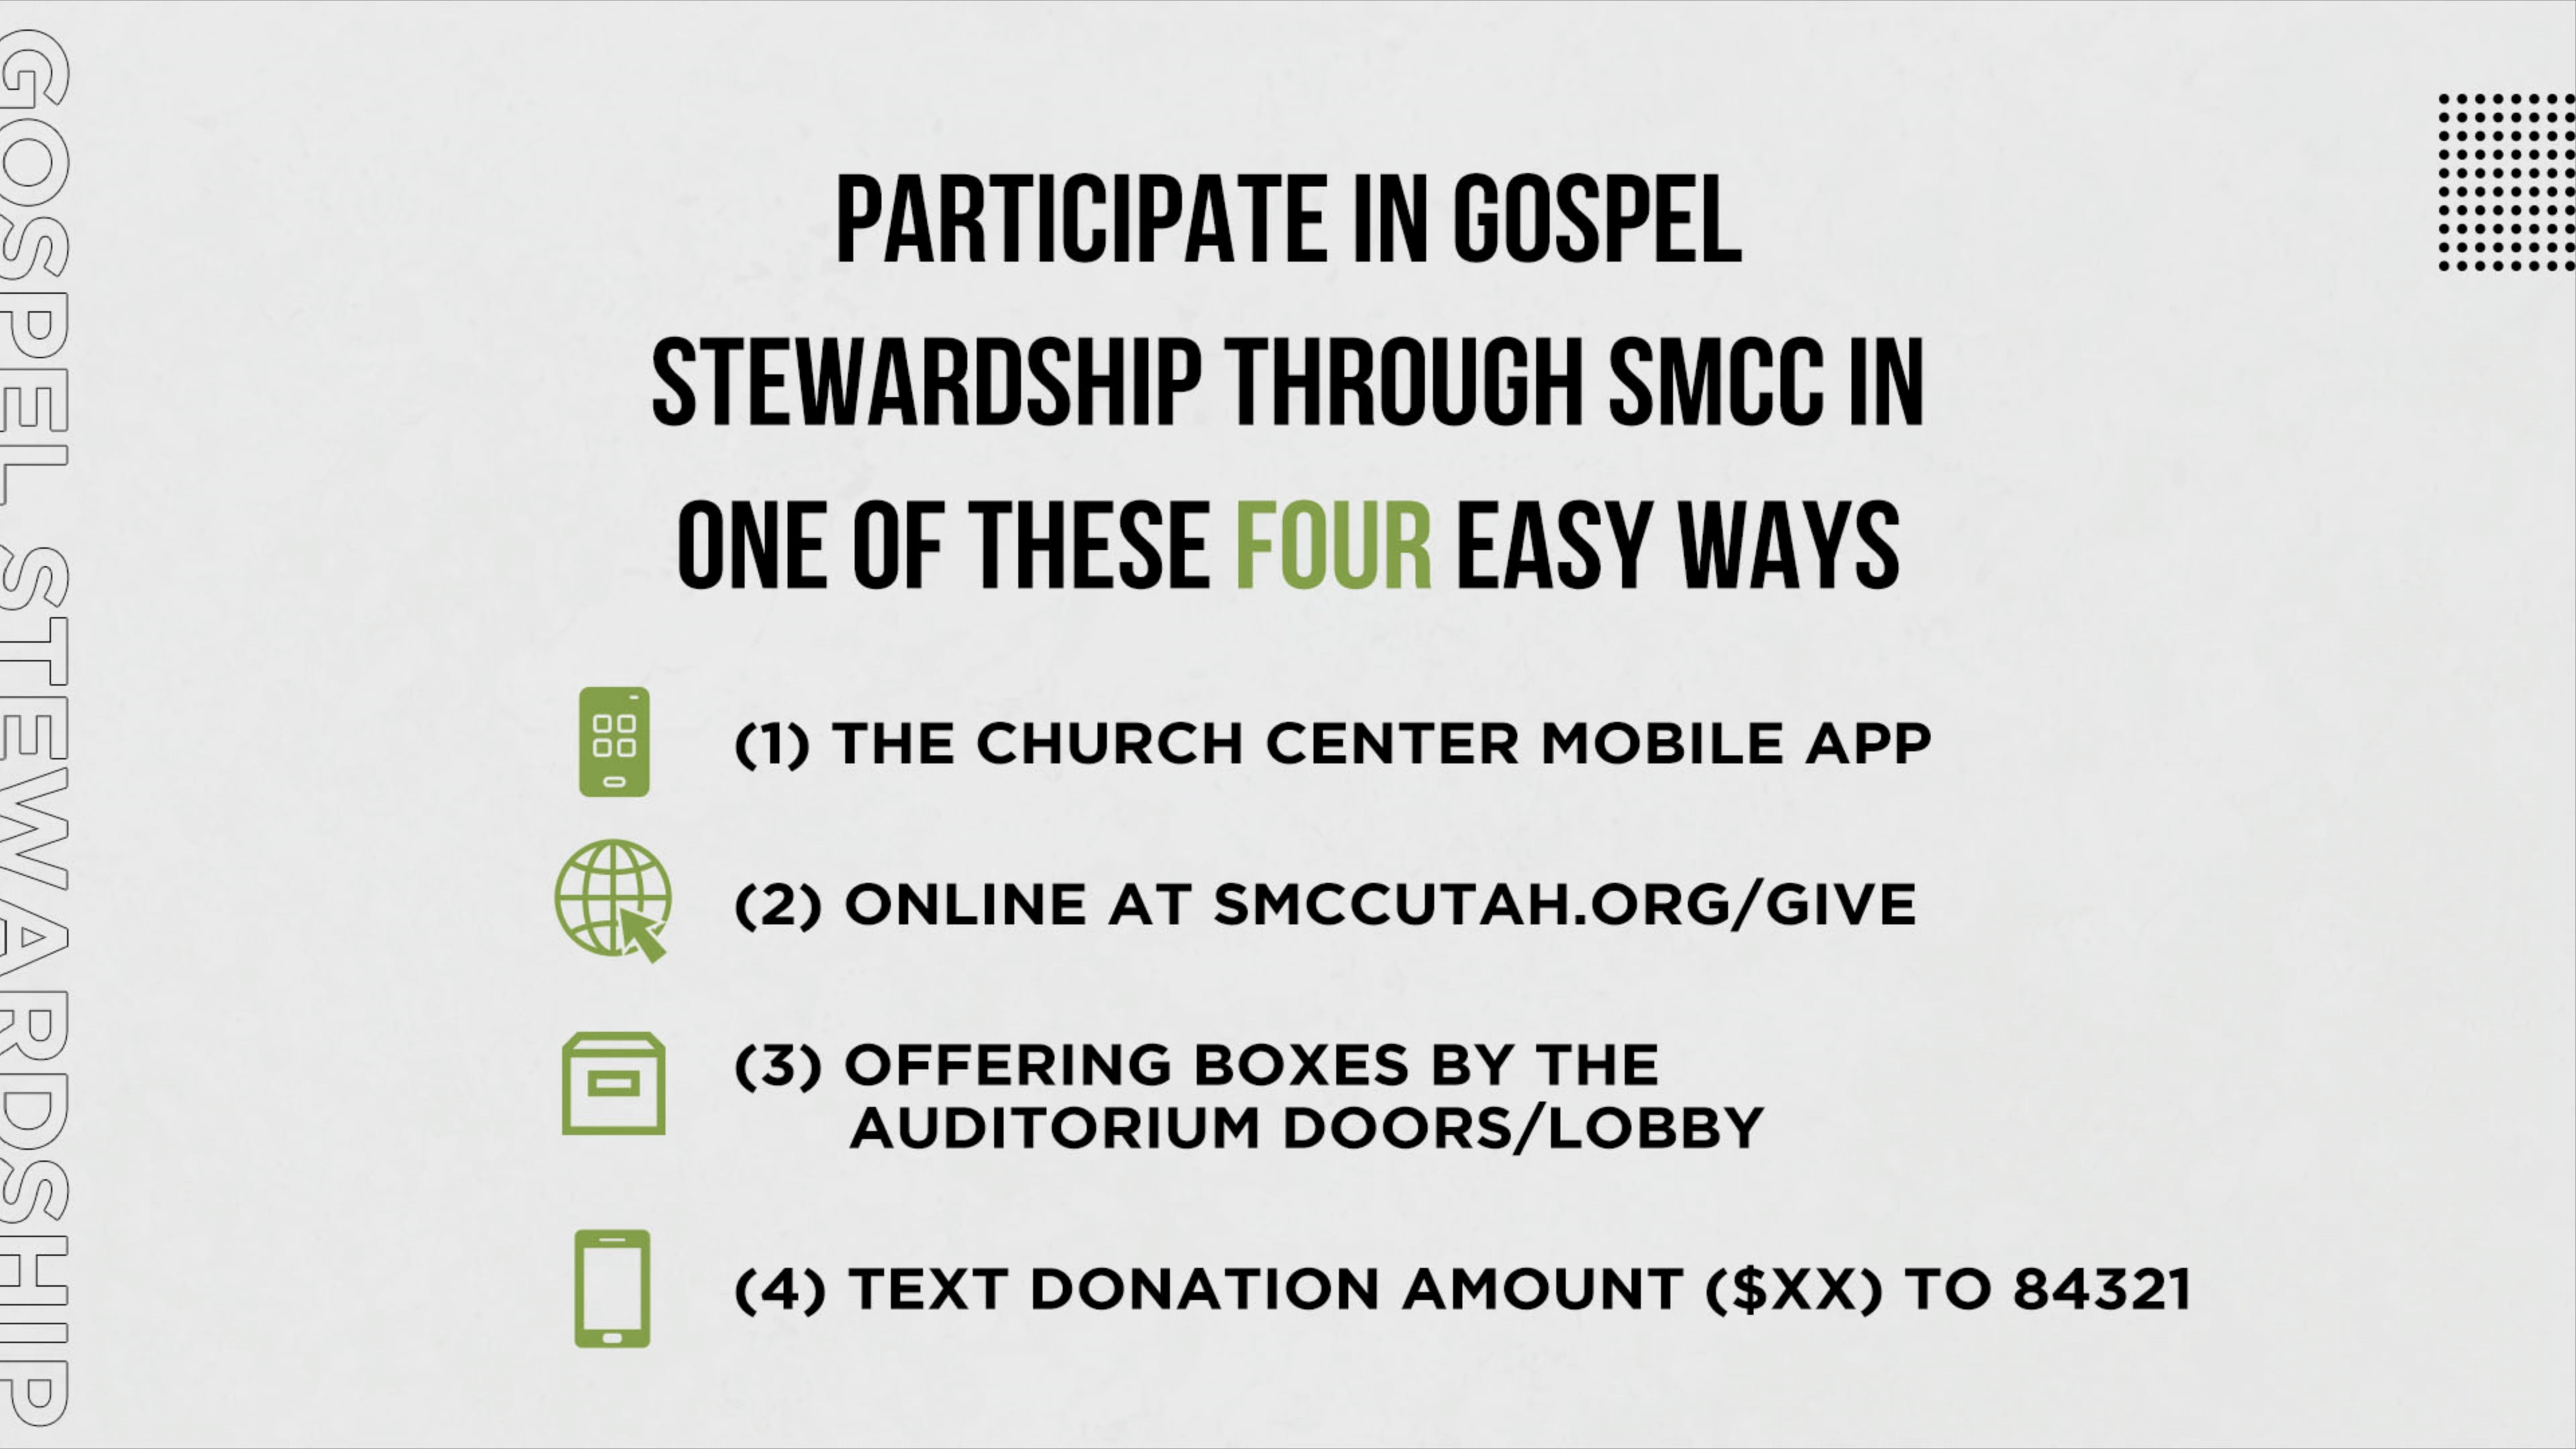 GOSPEL STEWARDSHIP
PARTICIPATE IN GOSPEL
STEWARDSHIP THROUGH SMCC IN
ONE OF THESE FOUR EASY WAYS
(1) THE CHURCH CENTER MOBILE APP
(2) ONLINE AT SMCCUTAH.ORG/GIVE
(3) OFFERING BOXES BY THE
AUDITORIUM DOORS/LOBBY
(4) TEXT DONATION AMOUNT ($XX) TO 84321